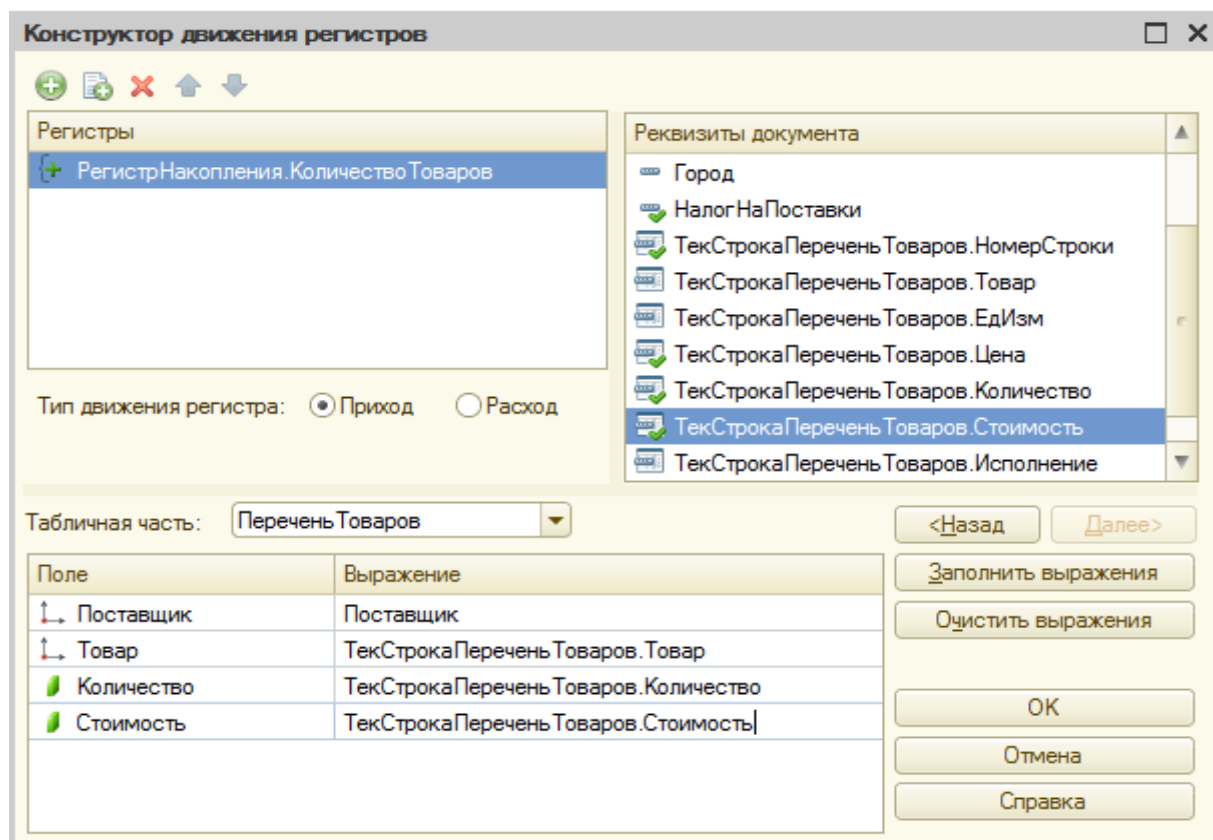 Конструктор движения регистров
Регистры
РегистрНакопления.КоличествоТоваров
Тип движения регистра: Приход Расход
Реквизиты документа
Город
НалогНаПоставки
ТекСтрокаПереченьТоваров.НомерСтроки
ТекСтрокаПереченьТоваров.Товар
ТекСтрокаПереченьТоваров.ЕдИзм
ТекСтрокаПереченьТоваров.Цена
ТекСтрокаПереченьТоваров.Количество
ТекСтрокаПереченьТоваров.Стоимость
ТекСтрокаПереченьТоваров.Исполнение
Табличная часть: ПереченьТоваров
<Назад Далее>
Поле Выражение
Поставщик Поставщик
Товар ТекСтрокаПереченьТоваров.Товар
Количество ТекСтрокаПереченьТоваров.Количество
Стоимость ТекСтрокаПереченьТоваров.Стоимость
Заполнить выражения
Очистить выражения
OK
Отмена
Справка